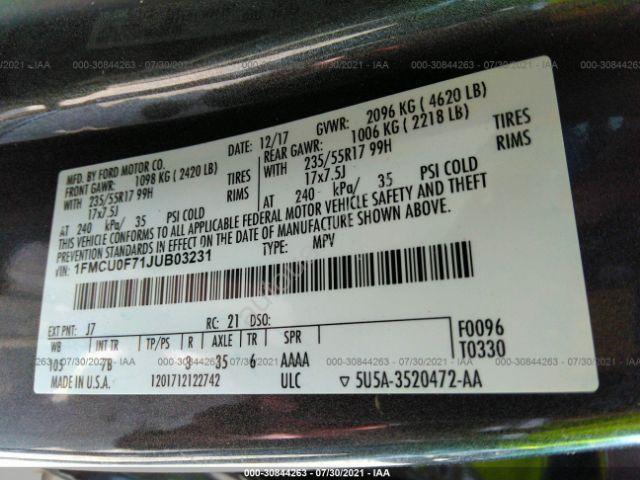 000-30844263 - 07/30/2021 - IAA
MFD. BY FORD MOTOR CO. DATE: 12/17 GVWR: 2096 KG ( 4620 LB)
FRONT GAWR: 1098 KG ( 2420 LB) REAR GAWR: 1006 KG ( 2218 LB)
WITH 235/55R17 99H TIRES WITH 235/55R17 99H TIRES
17x7.5J RIMS 17x7.5J RIMS
AT 240 kPa/ 35 PSI COLD AT 240 kPa/ 35 PSI COLD
THIS VEHICLE CONFORMS TO ALL APPLICABLE FEDERAL MOTOR VEHICLE SAFETY AND THEFT
PREVENTION STANDARDS IN EFFECT ON THE DATE OF MANUFACTURE SHOWN ABOVE.
VIN: 1FMCU0F71JUB03231 TYPE: MPV
EXT PNT: J7 RC: 21 DSO: F0096
WB INT TR TP/PS R AXLE TR SPR T0330
105 7B 3 35 6 AAAA
MADE IN U.S.A. 1201712122742 ULC 5U5A-3520472-AA
000-30844263 - 07/30/2021 - IAA